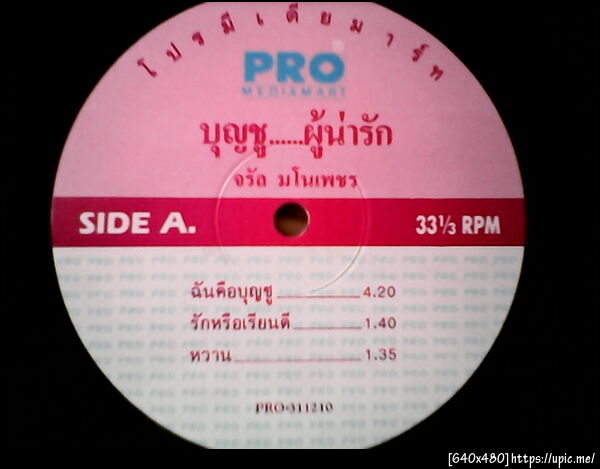 โปรมีเดียมาร์ท
PRO
MEDIAMART
บุญชู......ผู้น่ารัก
จรัล มโนเพชร
SIDE A. 33⅓ RPM
ฉันคือบุญชู 4.20
รักหรือเรียนดี 1.40
หวาน 1.35
PRO-311210
[640x480]https://upic.me/